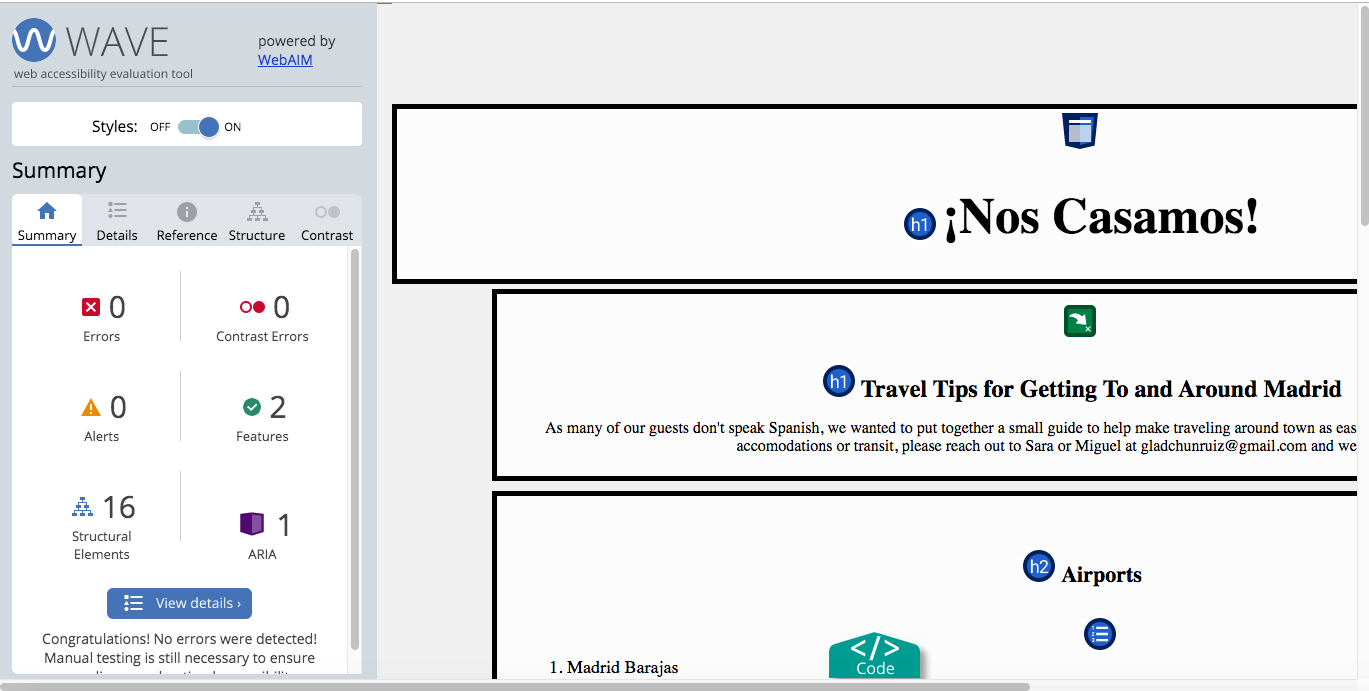 WAVE
powered by
WebAIM
web accessibility evaluation tool
Styles: OFF ON
Summary
Summary Details Reference Structure Contrast
0
Errors
0
Contrast Errors
0
Alerts
2
Features
16
Structural
Elements
1
ARIA
View details ›
Congratulations! No errors were detected!
Manual testing is still necessary to ensure
h1 ¡Nos Casamos!
h1 Travel Tips for Getting To and Around Madrid
As many of our guests don't speak Spanish, we wanted to put together a small guide to help make traveling around town as eas
accomodations or transit, please reach out to Sara or Miguel at gladchunruiz@gmail.com and we
h2 Airports
1. Madrid Barajas
</>
Code